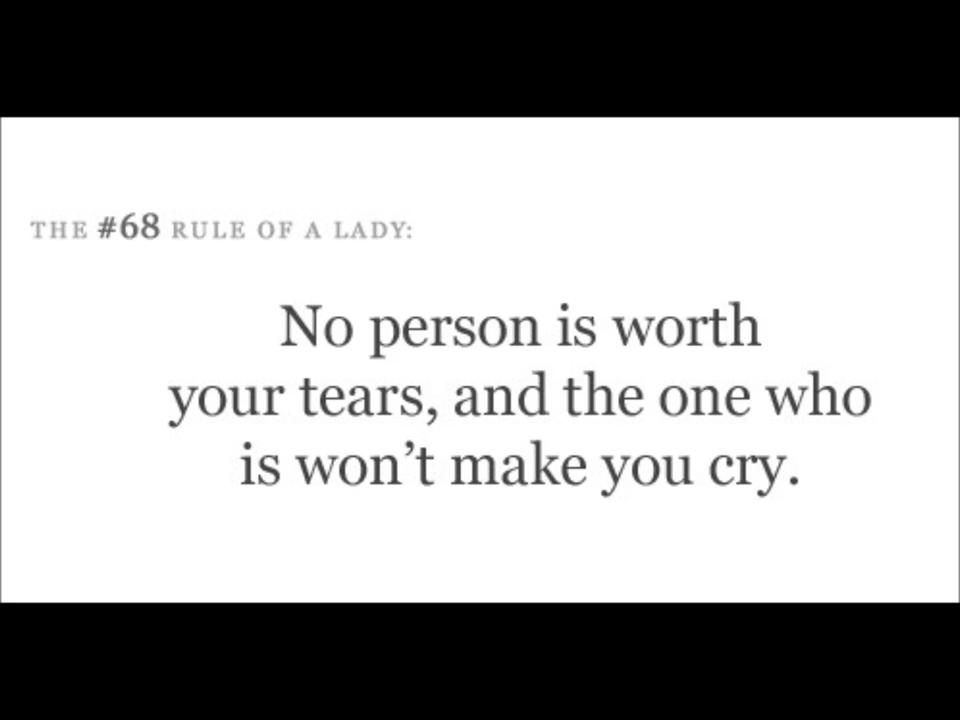 THE #68 RULE OF A LADY:
No person is worth
your tears, and the one who
is won’t make you cry.